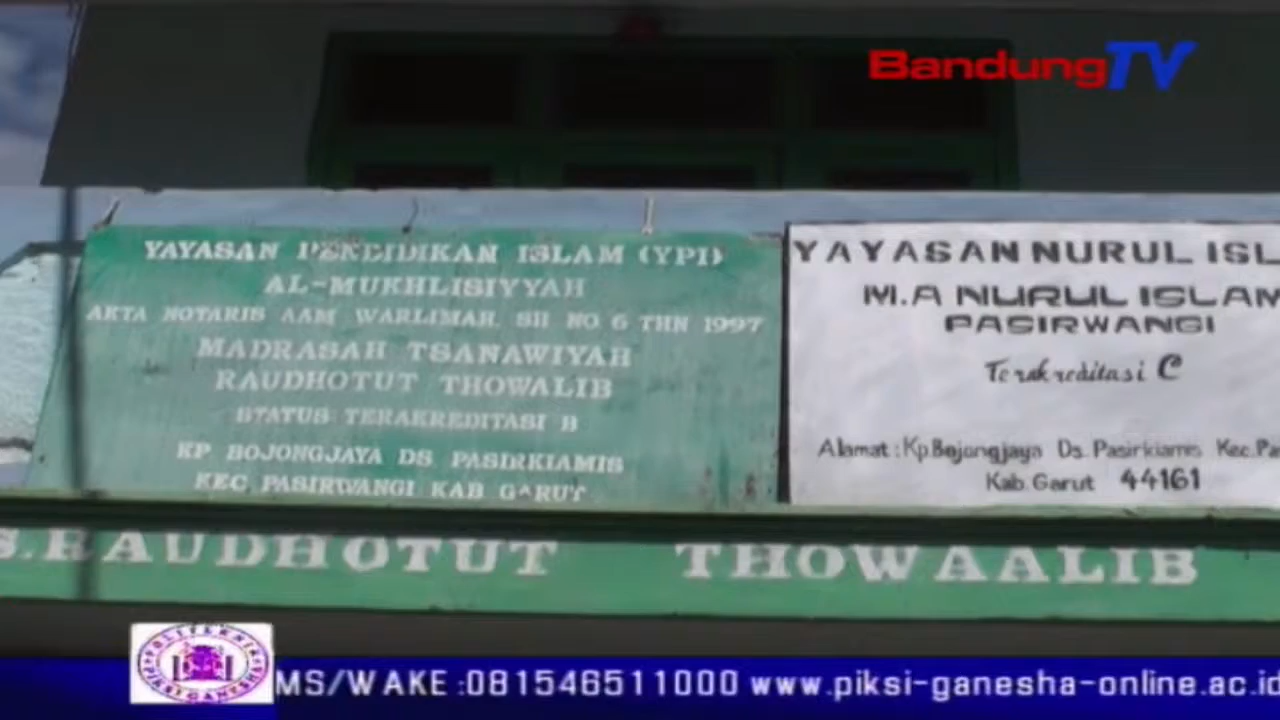 BandungTV
YAYASAN PENDIDIKAN ISLAM (YPI)
AL-MUKHLISIYYAH
AKTA NOTARIS AAM WARLIMAH. SH NO. 6 THN 1997
MADRASAH TSANAWIYAH
RAUDHOTUT THOWALIB
STATUS TERAKREDITASI B
KP BOJONGJAYA DS PASIRKIAMIS
KEC PASIRWANGI KAB GARUT
YAYASAN NURUL ISL
M.A NURUL ISLAM
PASIRWANGI
Terakreditasi C
Alamat : Kp.Bojongjaya Ds. Pasirkiamis Kec. Pa
Kab. Garut 44161
S.RAUDHOTUT THOWAALIB
POLITEKNIK
PIKSI GANESHA
MS/WAKE :081546511000 www.piksi-ganesha-online.ac.id